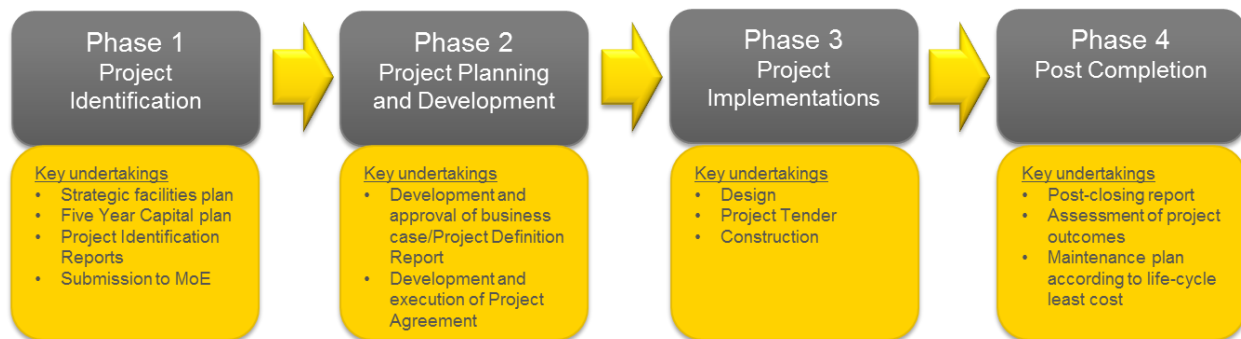 Phase 1
Project
Identification
Key undertakings
• Strategic facilities plan
• Five Year Capital plan
• Project Identification
Reports
• Submission to MoE
Phase 2
Project Planning
and Development
Key undertakings
• Development and
approval of business
case/Project Definition
Report
• Development and
execution of Project
Agreement
Phase 3
Project
Implementations
Key undertakings
• Design
• Project Tender
• Construction
Phase 4
Post Completion
Key undertakings
• Post-closing report
• Assessment of project
outcomes
• Maintenance plan
according to life-cycle
least cost